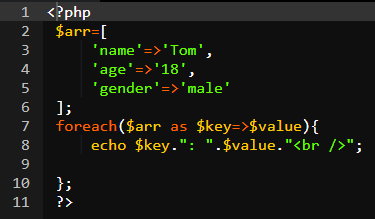 1 <?php
2 $arr=[
3     'name'=>'Tom',
4     'age'=>'18',
5     'gender'=>'male'
6 ];
7 foreach($arr as $key=>$value){
8     echo $key.": ".$value."<br />";
9
10 };
11 ?>